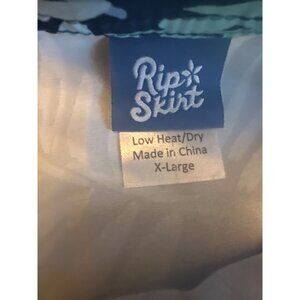 Rip
Skirt
Low Heat/Dry
Made in China
X-Large